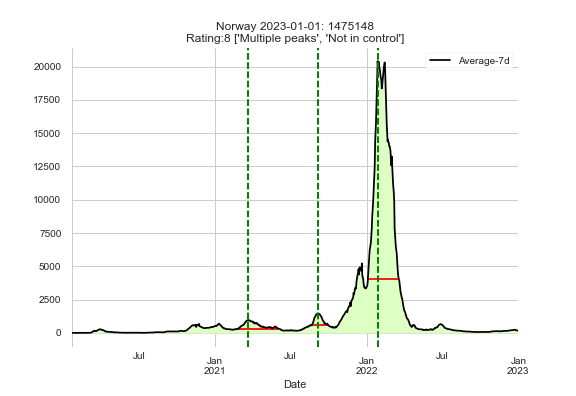 Norway 2023-01-01: 1475148
Rating:8 ['Multiple peaks', 'Not in control']
Average-7d
20000
17500
15000
12500
10000
7500
5000
2500
0
Jul
Jan
2021
Jul
Jan
2022
Jul
Jan
2023
Date